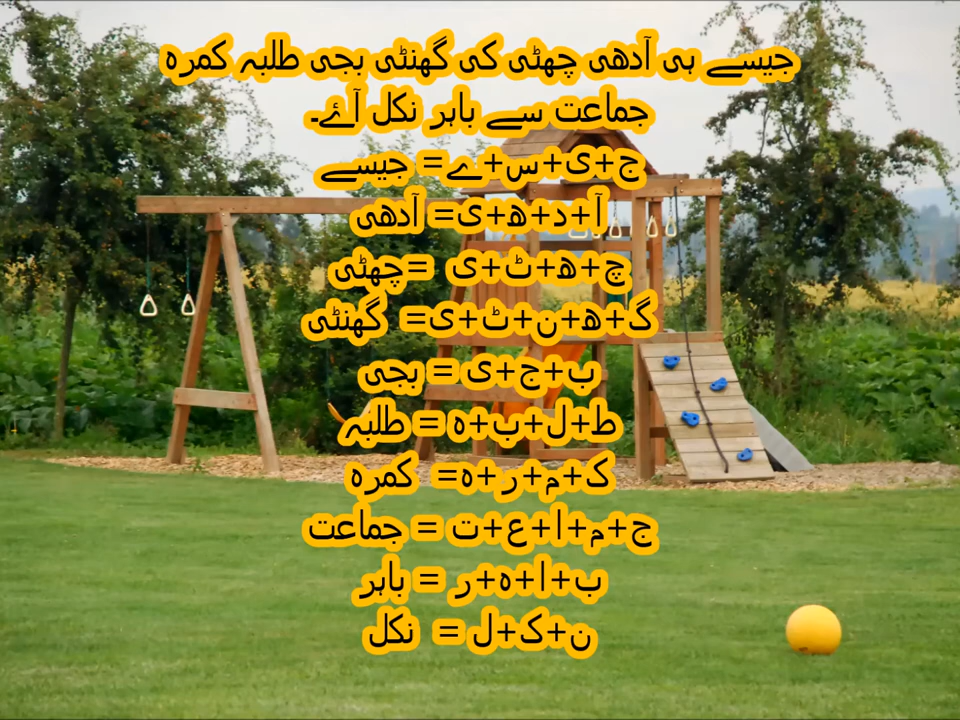 جیسے ہی آدھی چھٹی کی گھنٹی بجی طلبہ کمرہ
جماعت سے باہر نکل آۓ۔
ج+ی+س+ے= جیسے
آ+د+ھ+ی= آدھی
چ+ھ+ٹ+ی =چھٹی
گ+ھ+ن+ٹ+ی= گھنٹی
ب+ج+ی = بجی
ط+ل+ب+ہ = طلبہ
ک+م+ر+ہ= کمرہ
ج+م+ا+ع+ت = جماعت
ب+ا+ہ+ر = باہر
ن+ک+ل = نکل